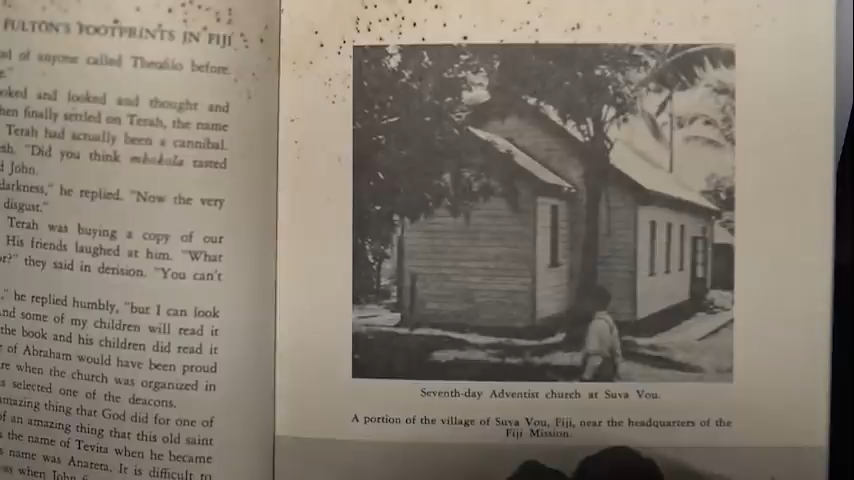 FULTON'S FOOTPRINTS IN FIJI
of anyone called Theofilo before.
looked and thought and
then finally settled on Terah, the name
Terah had actually been a cannibal.
"Did you think mbokola tasted
John.
darkness," he replied. "Now the very
disgust."
Terah was buying a copy of our
His friends laughed at him. "What
they said in derision. "You can't
he replied humbly, "but I can look
and some of my children will read it
the book and his children did read it
of Abraham would have been proud
when the church was organized in
selected one of the deacons.
amazing thing that God did for one of
of an amazing thing that this old saint
the name of Tevita when he became
name was Anarera. It is difficult to
when John
Seventh-day Adventist church at Suva Vou.
A portion of the village of Suva Vou, Fiji, near the headquarters of the
Fiji Mission.